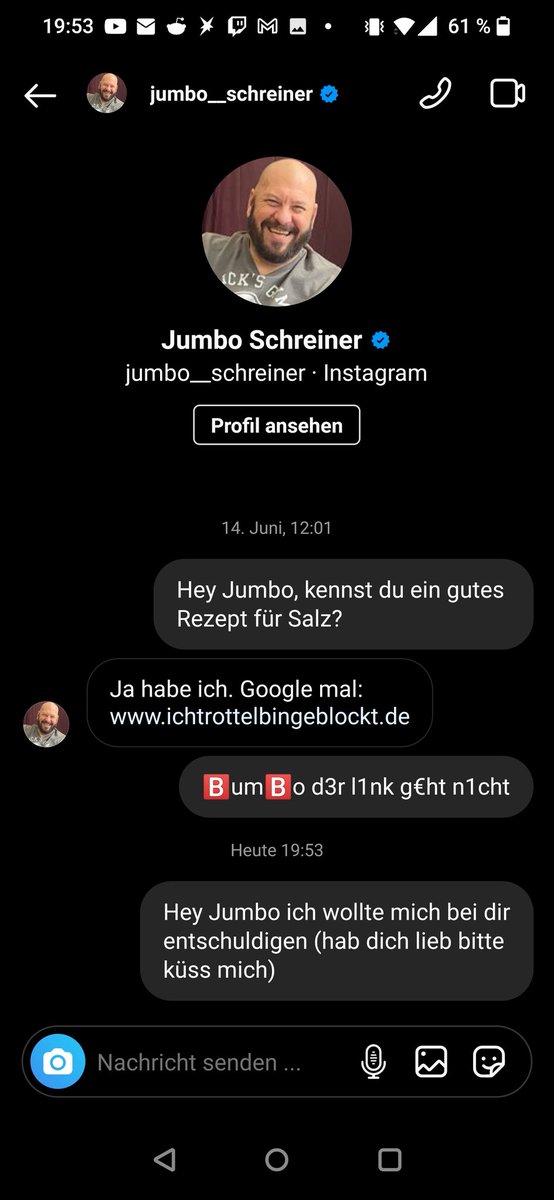 19:53
61 %
jumbo__schreiner
Jumbo Schreiner
jumbo__schreiner · Instagram
Profil ansehen
14. Juni, 12:01
Hey Jumbo, kennst du ein gutes
Rezept für Salz?
Ja habe ich. Google mal:
www.ichtrottelbingeblockt.de
🅱️um🅱️o d3r l1nk g€ht n1cht
Heute 19:53
Hey Jumbo ich wollte mich bei dir
entschuldigen (hab dich lieb bitte
küss mich)
Nachricht senden ...